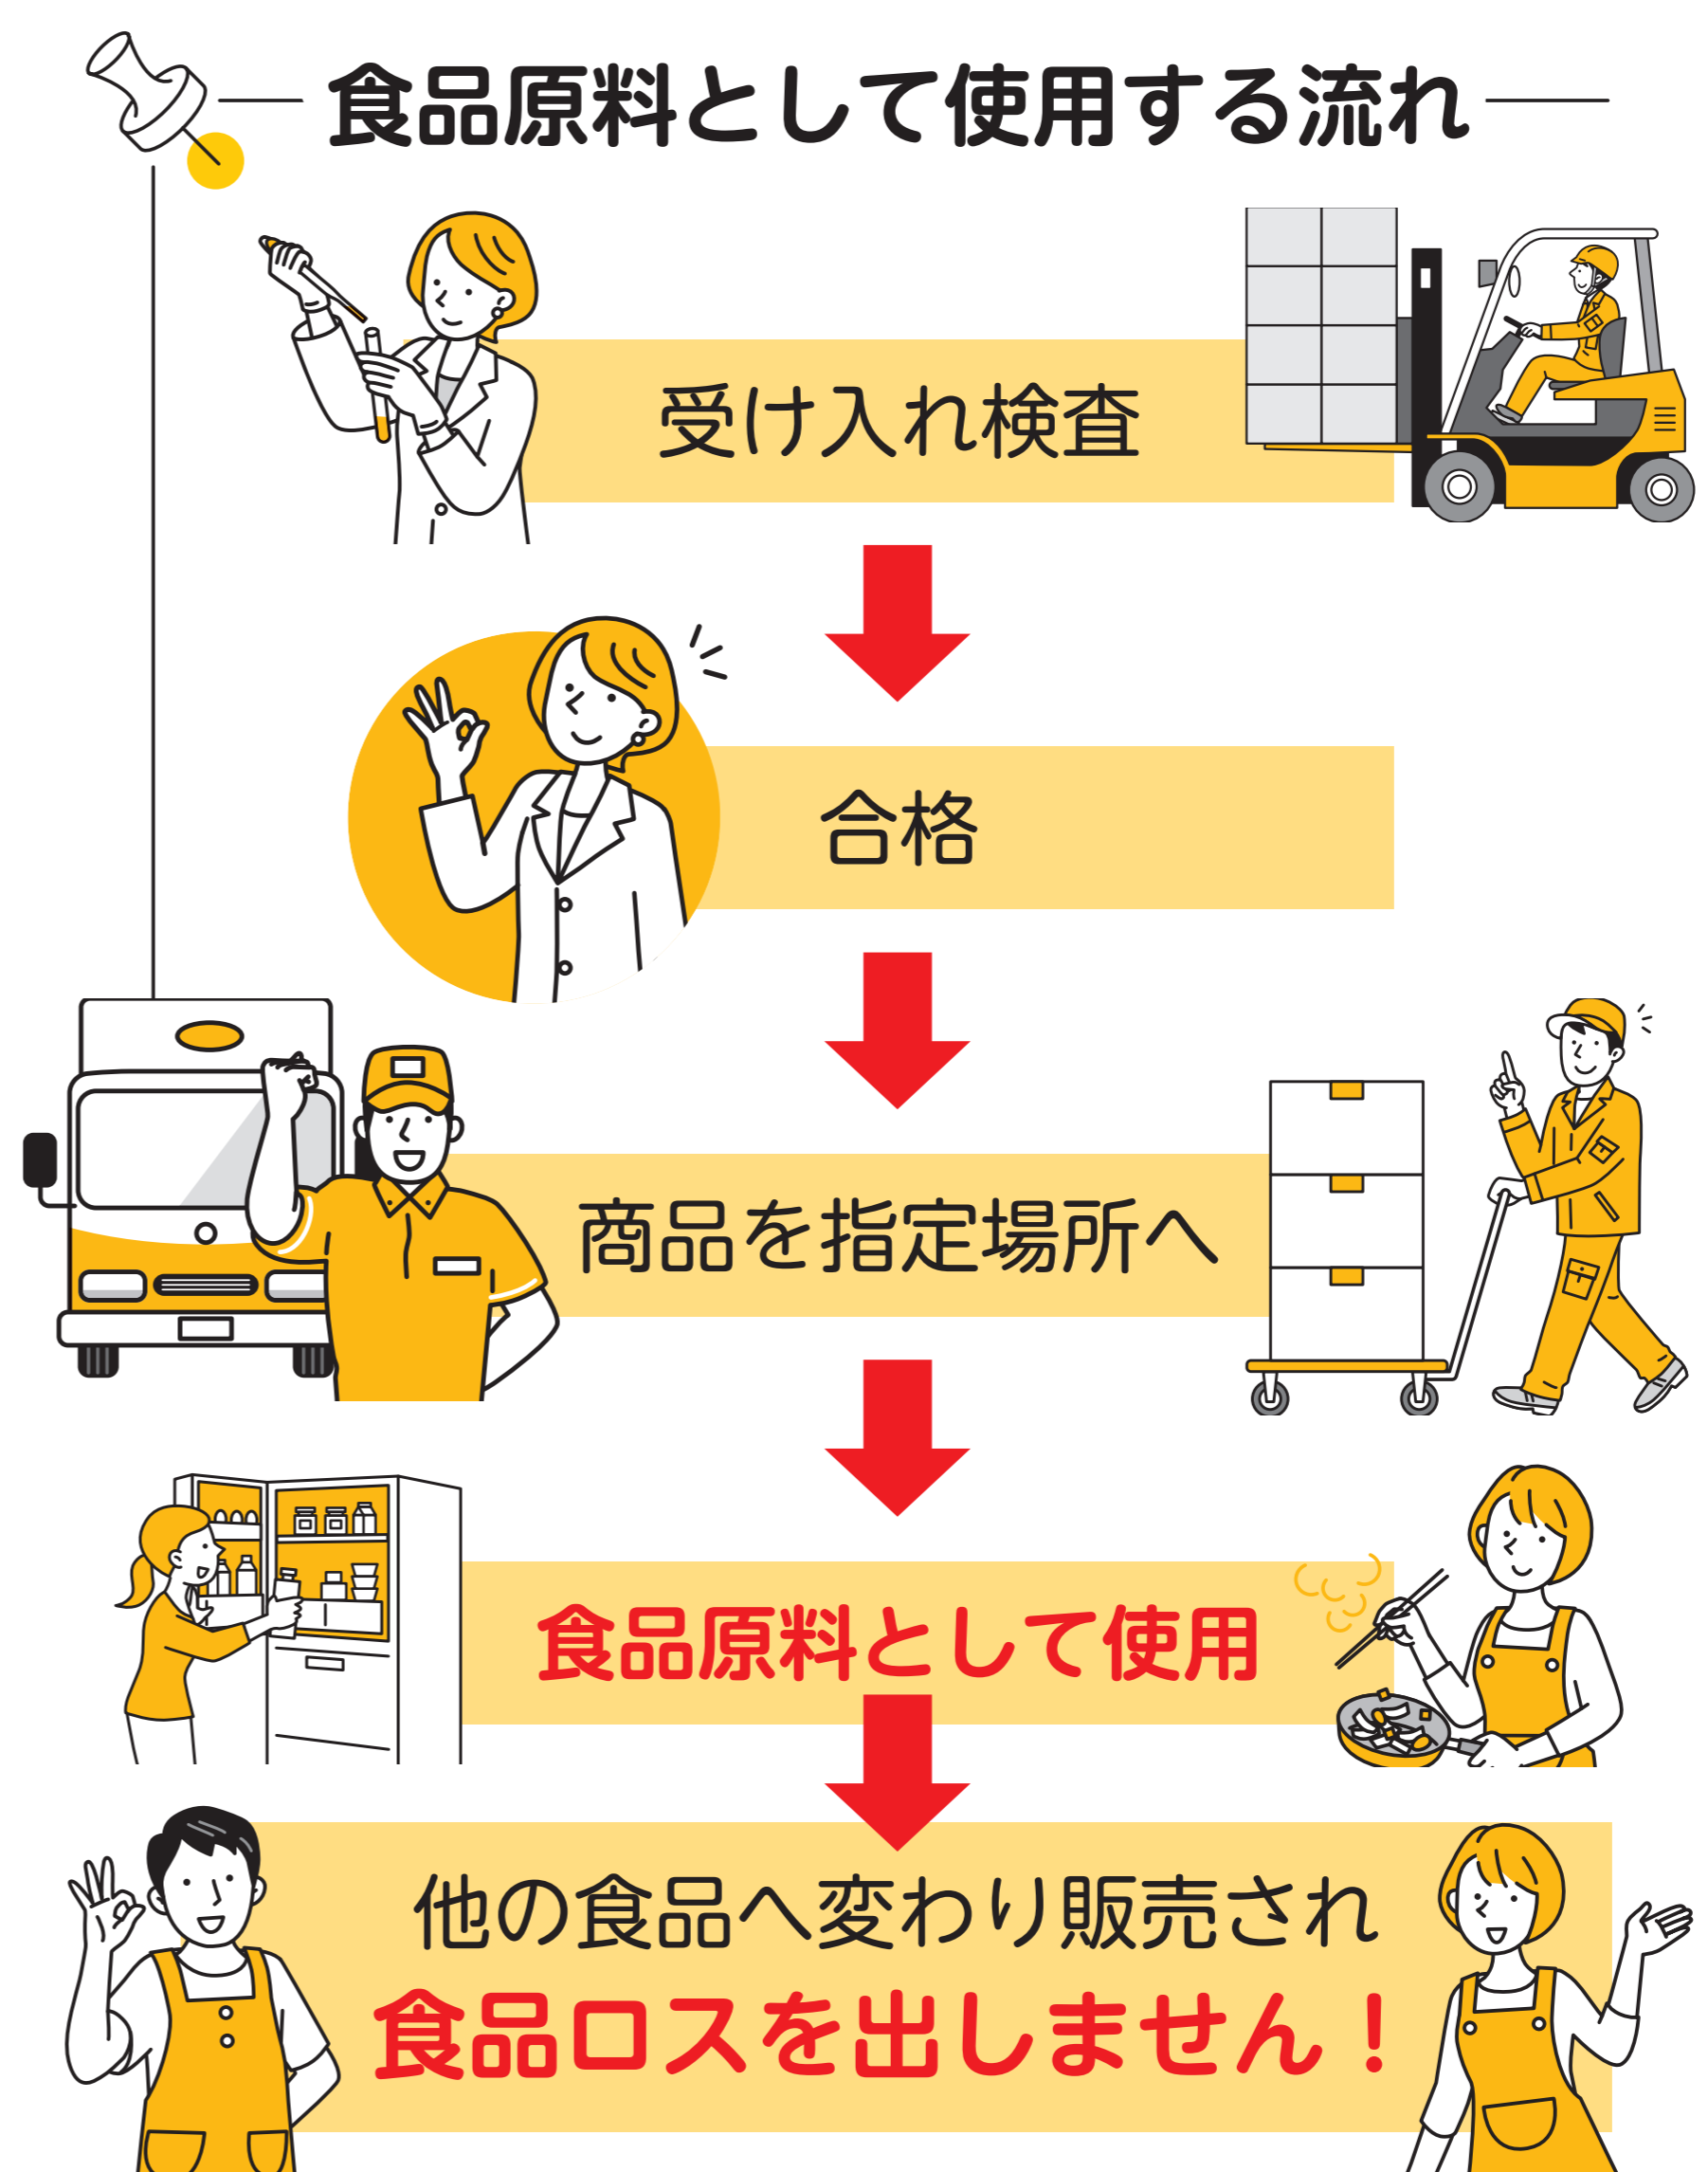 食品原料として使用する流れ
受け入れ検査
合格
商品を指定場所へ
食品原料として使用
他の食品へ変わり販売され
食品ロスを出しません！